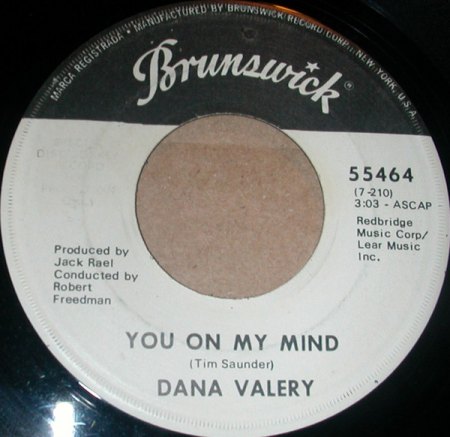 MARCA REGISTRADA • MANUFACTURED BY BRUNSWICK RECORD CORP., NEW YORK, U.S.A.
Brunswick®
55464
(7-210)
3:03 - ASCAP
Redbridge
Music Corp/
Lear Music
Inc.
Produced by
Jack Rael
Conducted by
Robert
Freedman
YOU ON MY MIND
(Tim Saunder)
DANA VALERY